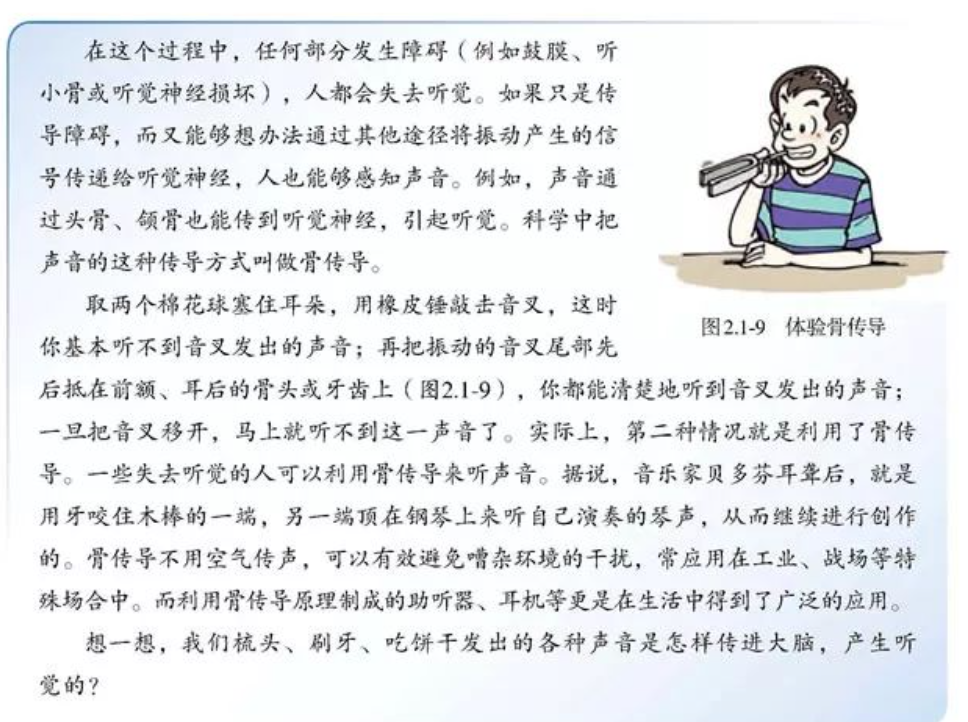 在这个过程中，任何部分发生障碍（例如鼓膜、听
小骨或听觉神经损坏），人都会失去听觉。如果只是传
导障碍，而又能够想办法通过其他途径将振动产生的信
号传递给听觉神经，人也能够感知声音。例如，声音通
过头骨、颌骨也能传到听觉神经，引起听觉。科学中把
声音的这种传导方式叫做骨传导。
取两个棉花球塞住耳朵，用橡皮锤敲击音叉，这时
你基本听不到音叉发出的声音；再把振动的音叉尾部先
后抵在前额、耳后的骨头或牙齿上（图2.1-9），你都能清楚地听到音叉发出的声音；
一旦把音叉移开，马上就听不到这一声音了。实际上，第二种情况就是利用了骨传
导。一些失去听觉的人可以利用骨传导来听声音。据说，音乐家贝多芬耳聋后，就是
用牙咬住木棒的一端，另一端顶在钢琴上来听自己演奏的琴声，从而继续进行创作
的。骨传导不用空气传声，可以有效避免嘈杂环境的干扰，常应用在工业、战场等特
殊场合中。而利用骨传导原理制成的助听器、耳机等更是在生活中得到了广泛的应用。
想一想，我们梳头、刷牙、吃饼干发出的各种声音是怎样传进大脑，产生听
觉的？
图2.1-9 体验骨传导